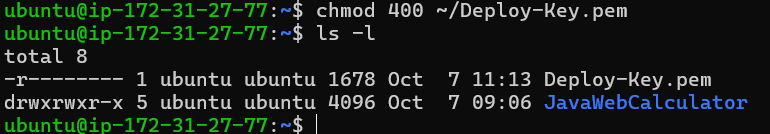 ubuntu@ip-172-31-27-77:~$ chmod 400 ~/Deploy-Key.pem
ubuntu@ip-172-31-27-77:~$ ls -l
total 8
-r-------- 1 ubuntu ubuntu 1678 Oct  7 11:13 Deploy-Key.pem
drwxrwxr-x 5 ubuntu ubuntu 4096 Oct  7 09:06 JavaWebCalculator
ubuntu@ip-172-31-27-77:~$